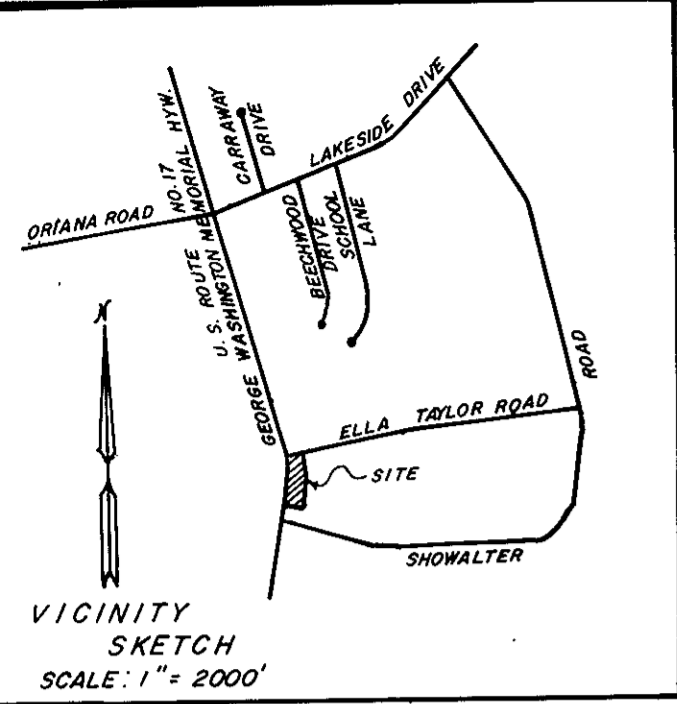 CARRAWAY
DRIVE
LAKESIDE DRIVE
NO. 17
MEMORIAL HYW.
ORIANA ROAD
U. S. ROUTE
GEORGE WASHINGTON
BEECHWOOD
DRIVE
SCHOOL
LANE
N
ROAD
ELLA TAYLOR ROAD
SITE
SHOWALTER
VICINITY
SKETCH
SCALE: 1" = 2000'